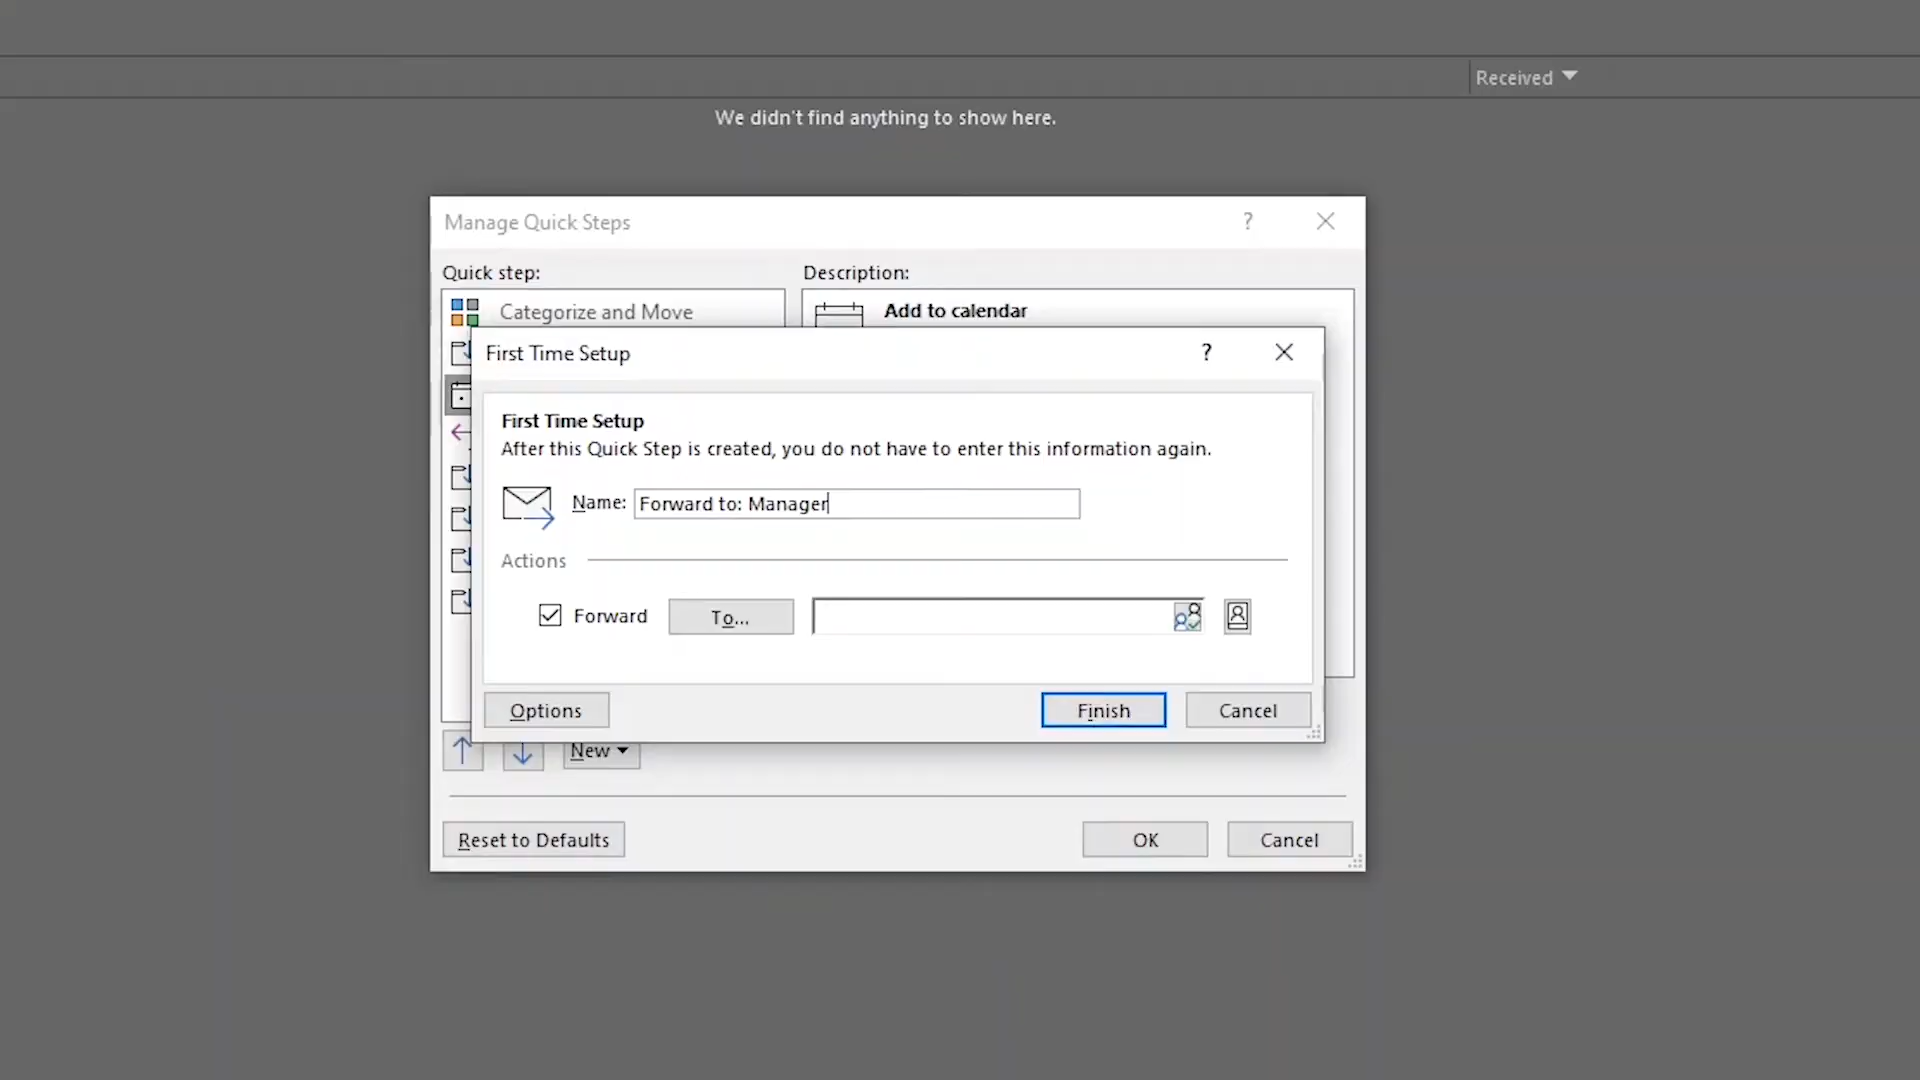 Received
We didn't find anything to show here.
Manage Quick Steps
?
Quick step:
Description:
Categorize and Move
Add to calendar
First Time Setup
?
First Time Setup
After this Quick Step is created, you do not have to enter this information again.
Name: Forward to: Manager
Actions
Forward To...
Options Finish Cancel
New
Reset to Defaults OK Cancel